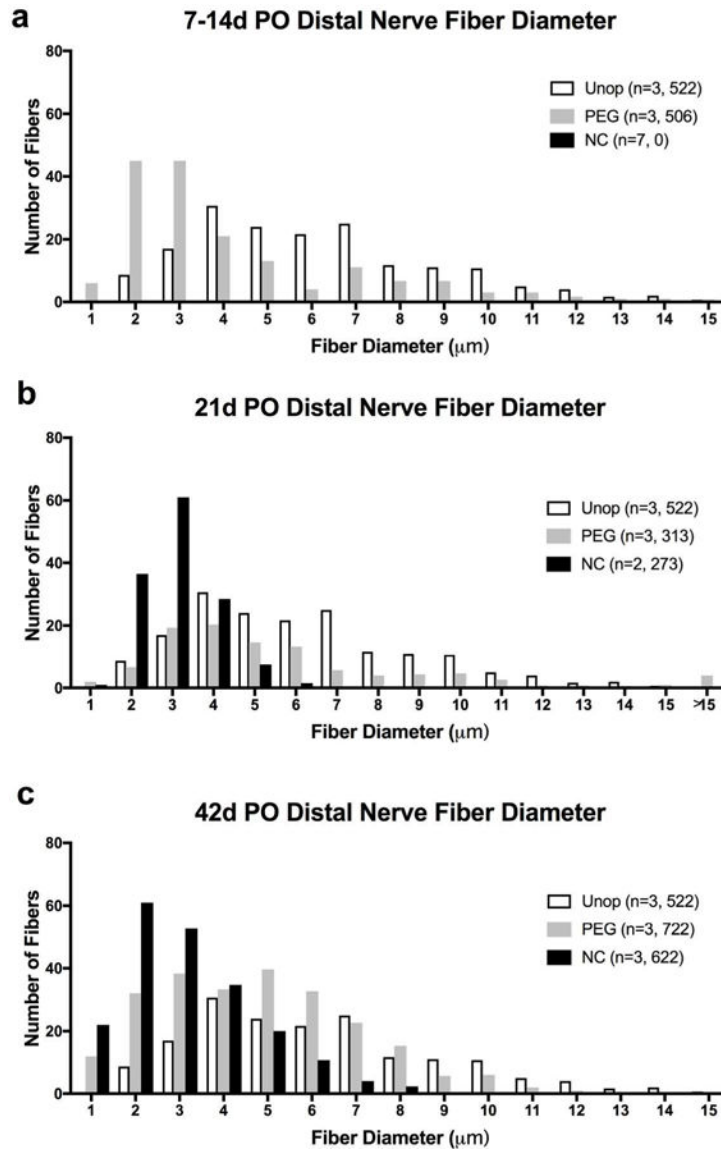 a
7-14d PO Distal Nerve Fiber Diameter
80
60
40
20
0
Number of Fibers
Unop (n=3, 522)
PEG (n=3, 506)
NC (n=7, 0)
1 2 3 4 5 6 7 8 9 10 11 12 13 14 15
Fiber Diameter (μm)
b
21d PO Distal Nerve Fiber Diameter
80
60
40
20
0
Number of Fibers
Unop (n=3, 522)
PEG (n=3, 313)
NC (n=2, 273)
1 2 3 4 5 6 7 8 9 10 11 12 13 14 15 >15
Fiber Diameter (μm)
c
42d PO Distal Nerve Fiber Diameter
80
60
40
20
0
Number of Fibers
Unop (n=3, 522)
PEG (n=3, 722)
NC (n=3, 622)
1 2 3 4 5 6 7 8 9 10 11 12 13 14 15
Fiber Diameter (μm)